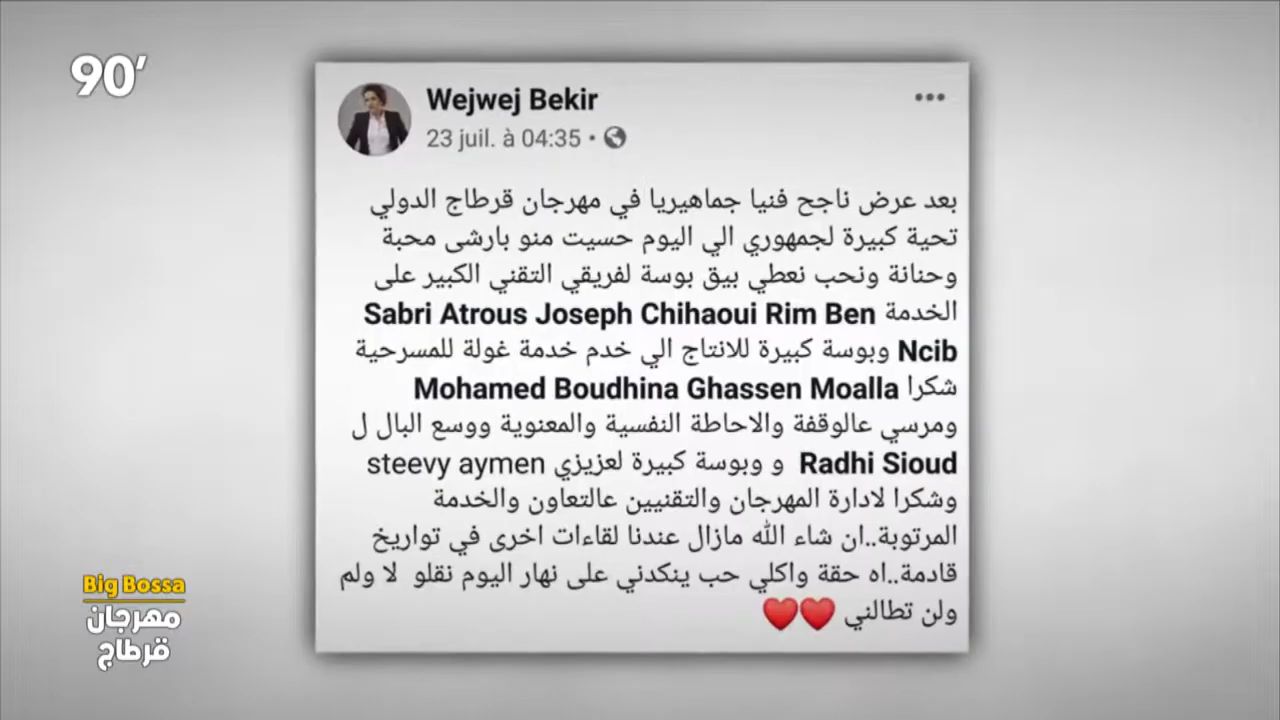 90’
Wejwej Bekir
23 juil. à 04:35 •
بعد عرض ناجح فنيا جماهيريا في مهرجان قرطاج الدولي
تحية كبيرة لجمهوري الي اليوم حسيت منو بارشى محبة
وحنانة ونحب نعطي بيق بوسة لفريقي التقني الكبير على
الخدمة Sabri Atrous Joseph Chihaoui Rim Ben
Ncib وبوسة كبيرة للانتاج الي خدم خدمة غولة للمسرحية
شكرا Mohamed Boudhina Ghassen Moalla
ومرسي عالوقفة والاحاطة النفسية والمعنوية ووسع البال ل
Radhi Sioud و وبوسة كبيرة لعزيزي steevy aymen
وشكرا لادارة المهرجان والتقنيين عالتعاون والخدمة
المرتوبة..ان شاء الله مازال عندنا لقاءات اخرى في تواريخ
قادمة..اه حقة واكلي حب ينكدني على نهار اليوم نقلو لا ولم
ولن تطالني ❤️❤️
Big Bossa
مهرجان
قرطاج